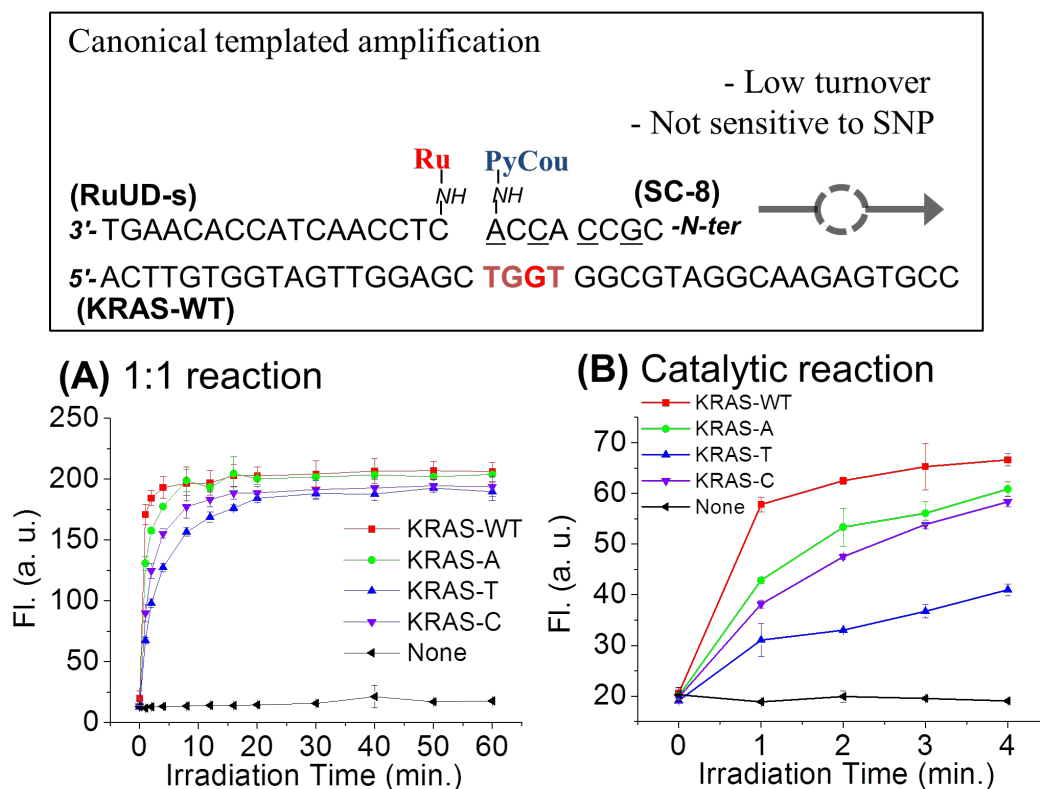 Canonical templated amplification
- Low turnover
- Not sensitive to SNP
Ru PyCou
(RuUD-s) NH NH (SC-8)
3'- TGAACACCATCAACCTC ACCA CCGC -N-ter
5'-ACTTGTGGTAGTTGGAGC TGGT GGCGTAGGCAAGAGTGCC
(KRAS-WT)
(A) 1:1 reaction
250
200
150
100
50
0
Fl. (a. u.)
KRAS-WT
KRAS-A
KRAS-T
KRAS-C
None
0 10 20 30 40 50 60
Irradiation Time (min.)
(B) Catalytic reaction
KRAS-WT
KRAS-A
KRAS-T
KRAS-C
None
70
60
50
40
30
20
Fl. (a. u.)
0 1 2 3 4
Irradiation Time (min.)